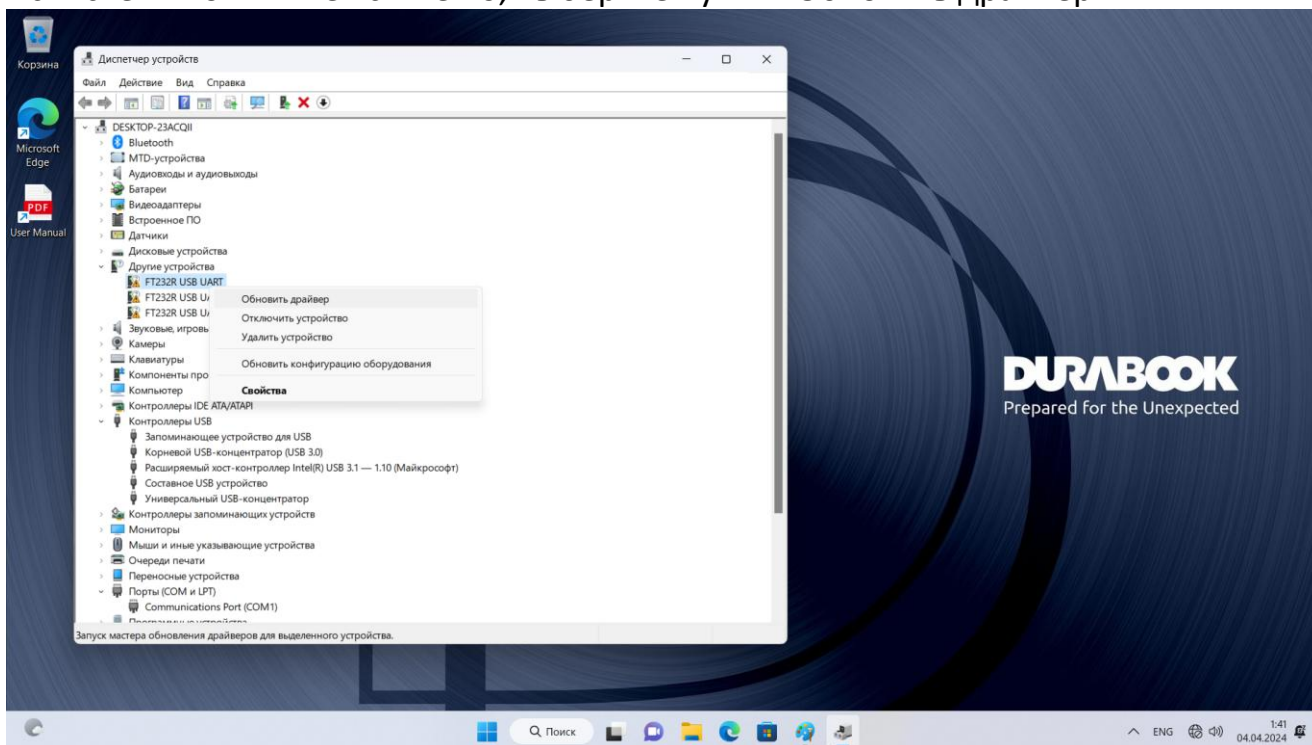 Корзина
Microsoft
Edge
PDF
User Manual
Диспетчер устройств
Файл Действие Вид Справка
DESKTOP-23ACQII
Bluetooth
MTD-устройства
Аудиовходы и аудиовыходы
Батареи
Видеоадаптеры
Встроенное ПО
Датчики
Дисковые устройства
Другие устройства
FT232R USB UART
FT232R USB UA
FT232R USB UA
Звуковые, игровы
Камеры
Клавиатуры
Компоненты про
Компьютер
Контроллеры IDE ATA/ATAPI
Контроллеры USB
Запоминающее устройство для USB
Корневой USB-концентратор (USB 3.0)
Расширяемый хост-контроллер Intel(R) USB 3.1 — 1.10 (Майкрософт)
Составное USB устройство
Универсальный USB-концентратор
Контроллеры запоминающих устройств
Мониторы
Мыши и иные указывающие устройства
Очереди печати
Переносные устройства
Порты (COM и LPT)
Communications Port (COM1)
Обновить драйвер
Отключить устройство
Удалить устройство
Обновить конфигурацию оборудования
Свойства
Запуск мастера обновления драйверов для выделенного устройства.
DURABOOK
Prepared for the Unexpected
Поиск
ENG
1:41
04.04.2024